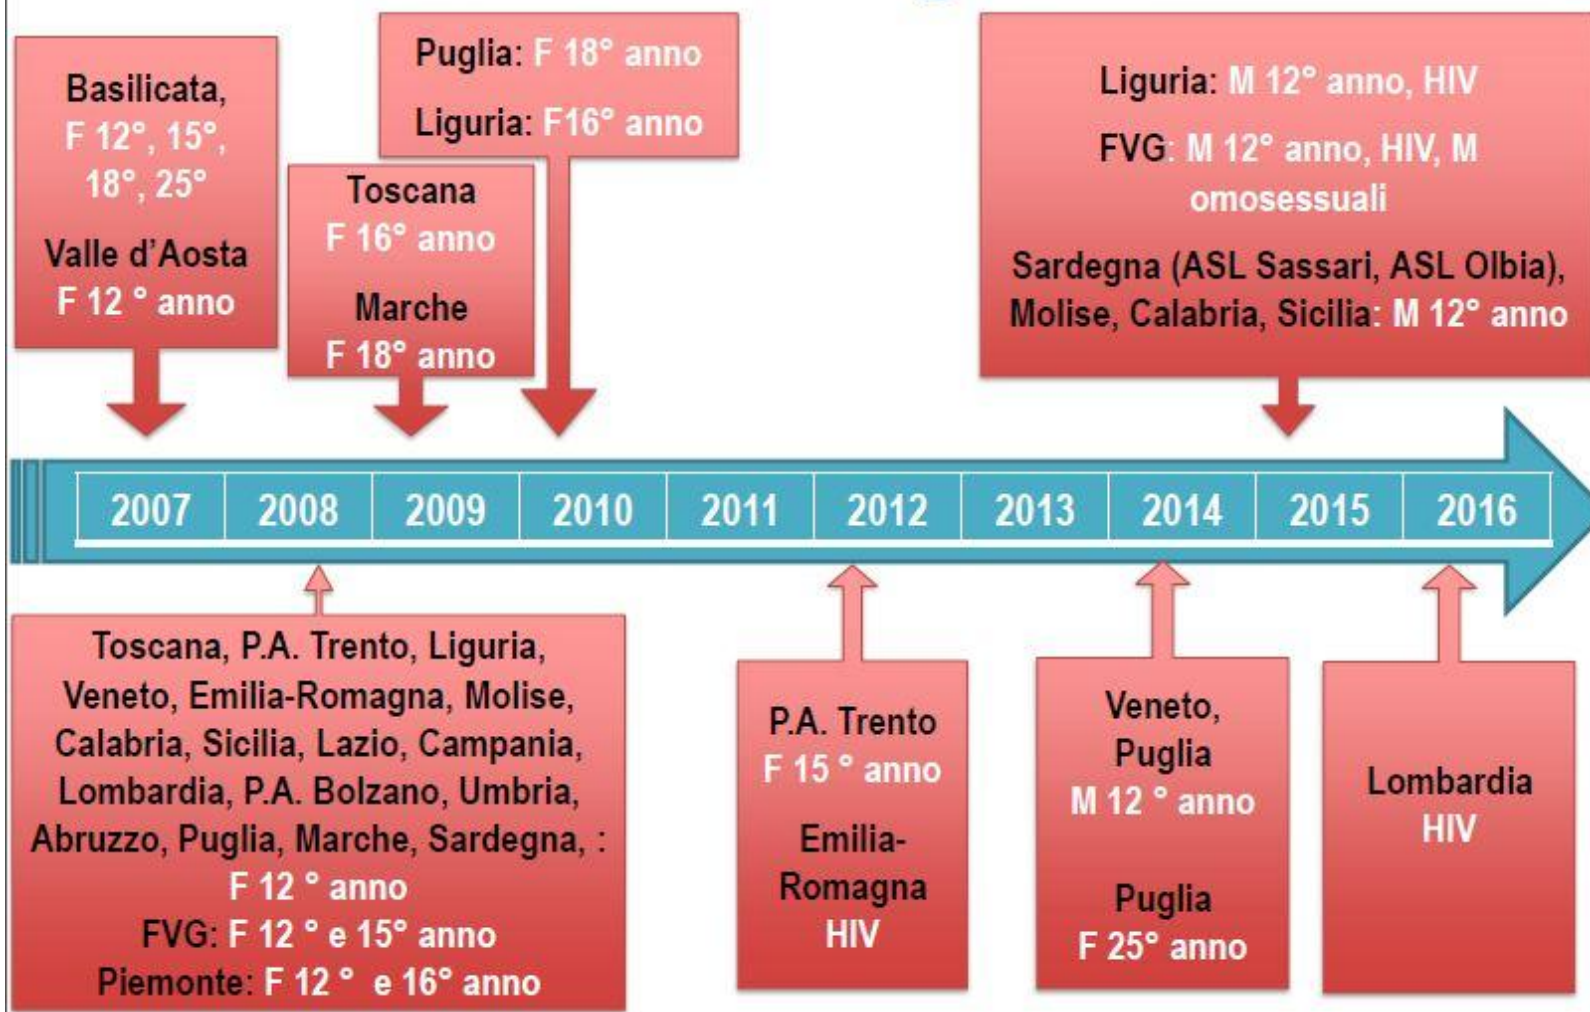 Basilicata,
F 12°, 15°,
18°, 25°
Valle d’Aosta
F 12 ° anno
Toscana
F 16° anno
Marche
F 18° anno
Puglia: F 18° anno
Liguria: F16° anno
Liguria: M 12° anno, HIV
FVG: M 12° anno, HIV, M
omosessuali
Sardegna (ASL Sassari, ASL Olbia),
Molise, Calabria, Sicilia: M 12° anno
2007 2008 2009 2010 2011 2012 2013 2014 2015 2016
Toscana, P.A. Trento, Liguria,
Veneto, Emilia-Romagna, Molise,
Calabria, Sicilia, Lazio, Campania,
Lombardia, P.A. Bolzano, Umbria,
Abruzzo, Puglia, Marche, Sardegna, :
F 12 ° anno
FVG: F 12 ° e 15° anno
Piemonte: F 12 ° e 16° anno
P.A. Trento
F 15 ° anno
Emilia-
Romagna
HIV
Veneto,
Puglia
M 12 ° anno
Puglia
F 25° anno
Lombardia
HIV